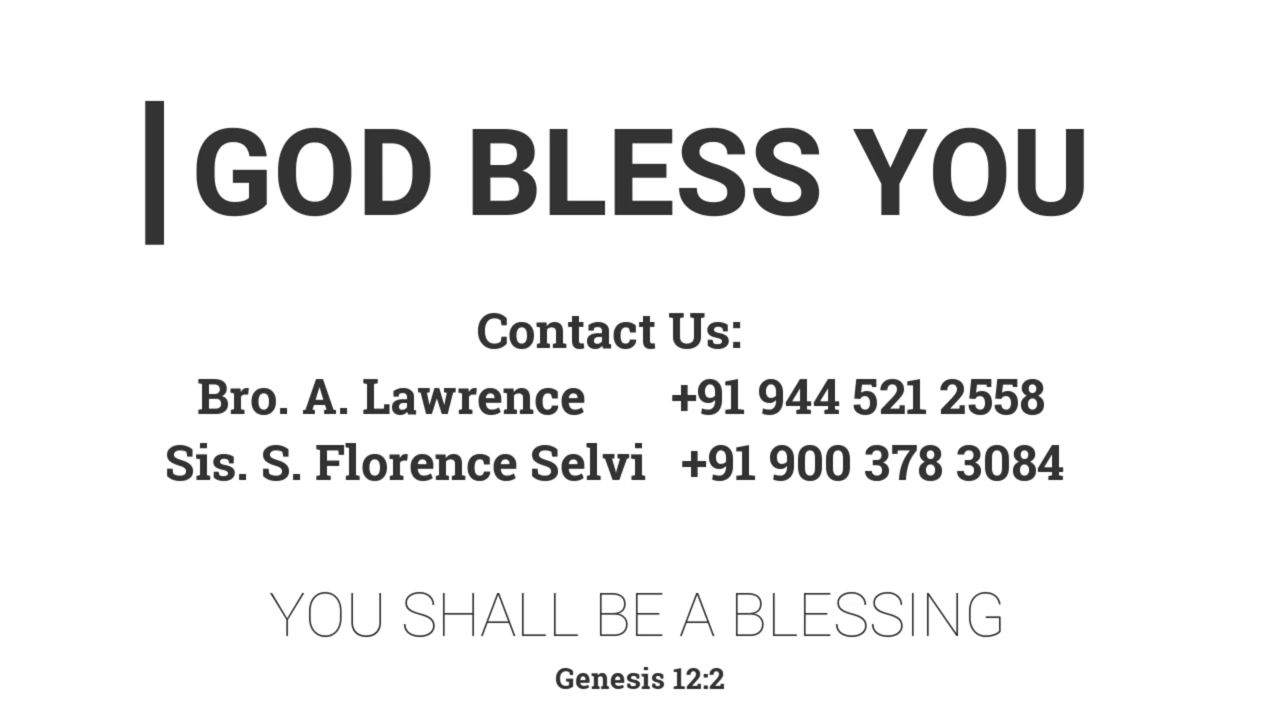 GOD BLESS YOU
Contact Us:
Bro. A. Lawrence +91 944 521 2558
Sis. S. Florence Selvi +91 900 378 3084
YOU SHALL BE A BLESSING
Genesis 12:2